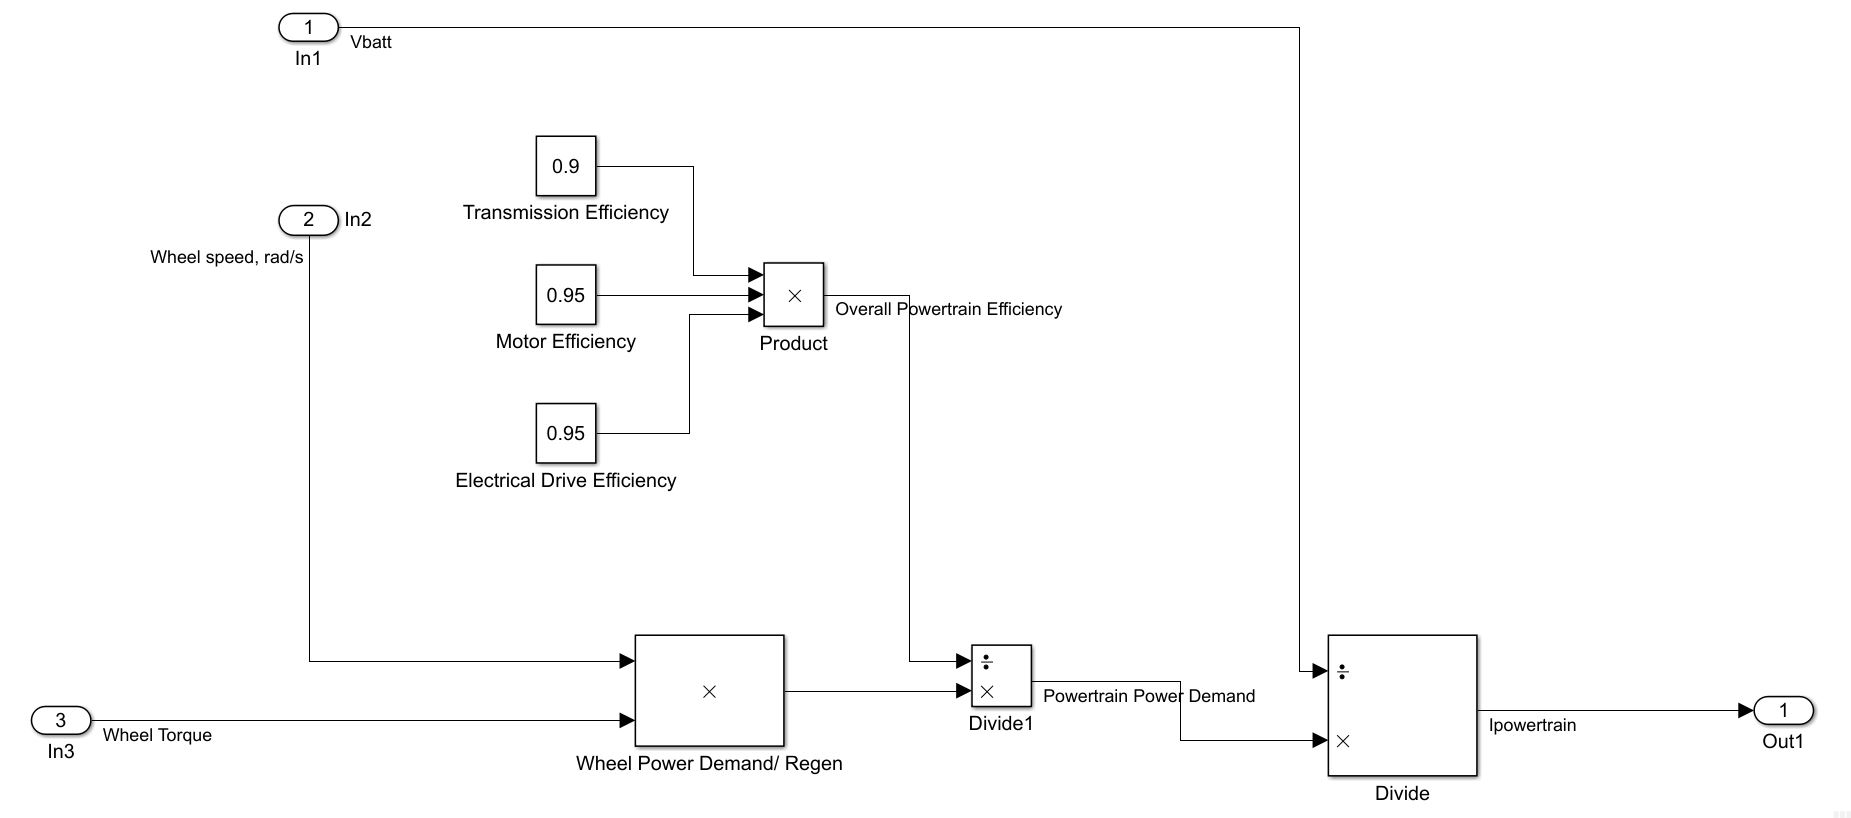 1
Vbatt
In1
0.9
Transmission Efficiency
2
In2
Wheel speed, rad/s
0.95
Motor Efficiency
×
Overall Powertrain Efficiency
Product
0.95
Electrical Drive Efficiency
×
Wheel Power Demand/ Regen
3
Wheel Torque
In3
÷
×
Powertrain Power Demand
Divide1
÷
×
Divide
Ipowertrain
1
Out1